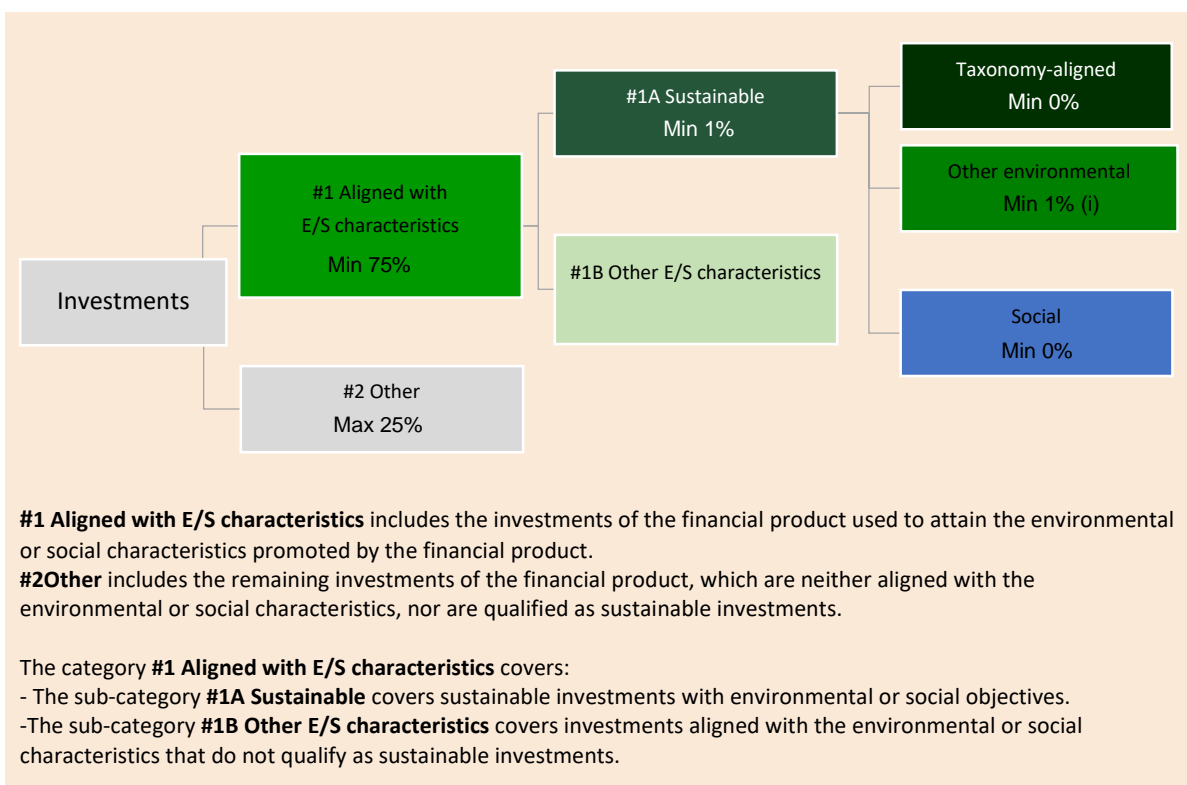 Investments
#1 Aligned with
E/S characteristics
Min 75%
#2 Other
Max 25%
#1A Sustainable
Min 1%
#1B Other E/S characteristics
Taxonomy-aligned
Min 0%
Other environmental
Min 1% (i)
Social
Min 0%
#1 Aligned with E/S characteristics includes the investments of the financial product used to attain the environmental
or social characteristics promoted by the financial product.
#2Other includes the remaining investments of the financial product, which are neither aligned with the
environmental or social characteristics, nor are qualified as sustainable investments.
The category #1 Aligned with E/S characteristics covers:
- The sub-category #1A Sustainable covers sustainable investments with environmental or social objectives.
-The sub-category #1B Other E/S characteristics covers investments aligned with the environmental or social
characteristics that do not qualify as sustainable investments.